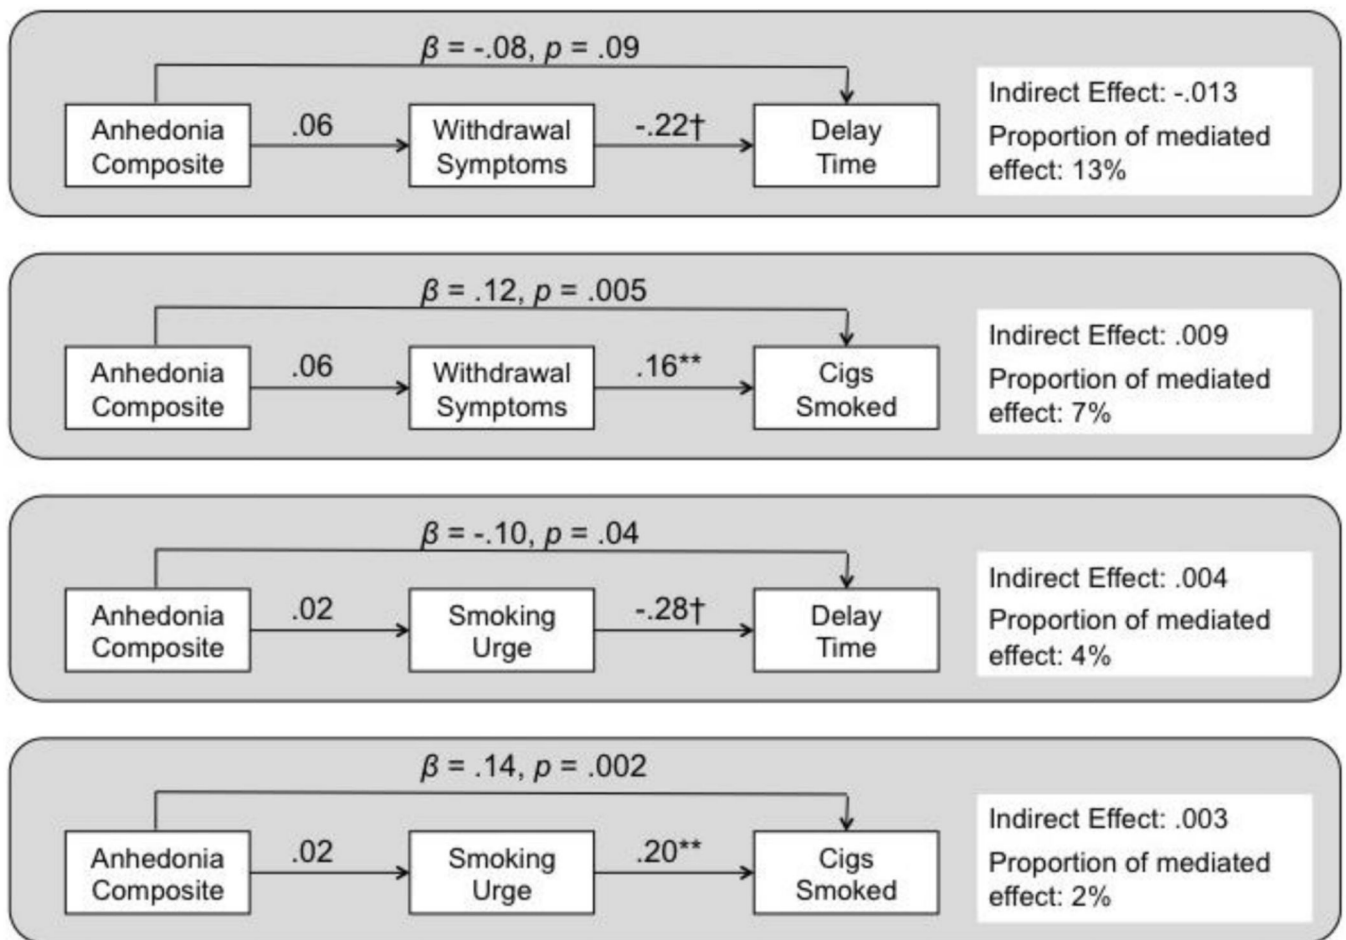 β = -.08, p = .09
Anhedonia
Composite
.06
Withdrawal
Symptoms
-.22†
Delay
Time
Indirect Effect: -.013
Proportion of mediated
effect: 13%
β = .12, p = .005
Anhedonia
Composite
.06
Withdrawal
Symptoms
.16**
Cigs
Smoked
Indirect Effect: .009
Proportion of mediated
effect: 7%
β = -.10, p = .04
Anhedonia
Composite
.02
Smoking
Urge
-.28†
Delay
Time
Indirect Effect: .004
Proportion of mediated
effect: 4%
β = .14, p = .002
Anhedonia
Composite
.02
Smoking
Urge
.20**
Cigs
Smoked
Indirect Effect: .003
Proportion of mediated
effect: 2%